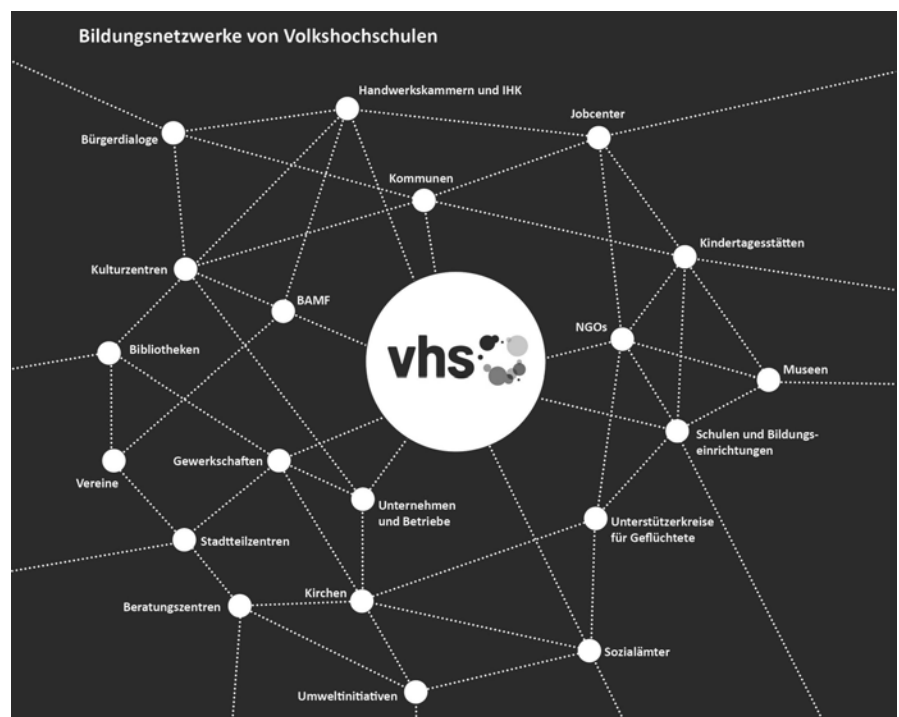 Bildungsnetzwerke von Volkshochschulen
Handwerkskammern und IHK
Jobcenter
Bürgerdialoge
Kommunen
Kindertagesstätten
Kulturzentren
BAMF
NGOs
Bibliotheken
vhs
Museen
Schulen und Bildungs-
einrichtungen
Gewerkschaften
Vereine
Unternehmen
und Betriebe
Unterstützerkreise
für Geflüchtete
Stadtteilzentren
Kirchen
Beratungszentren
Sozialämter
Umweltinitiativen